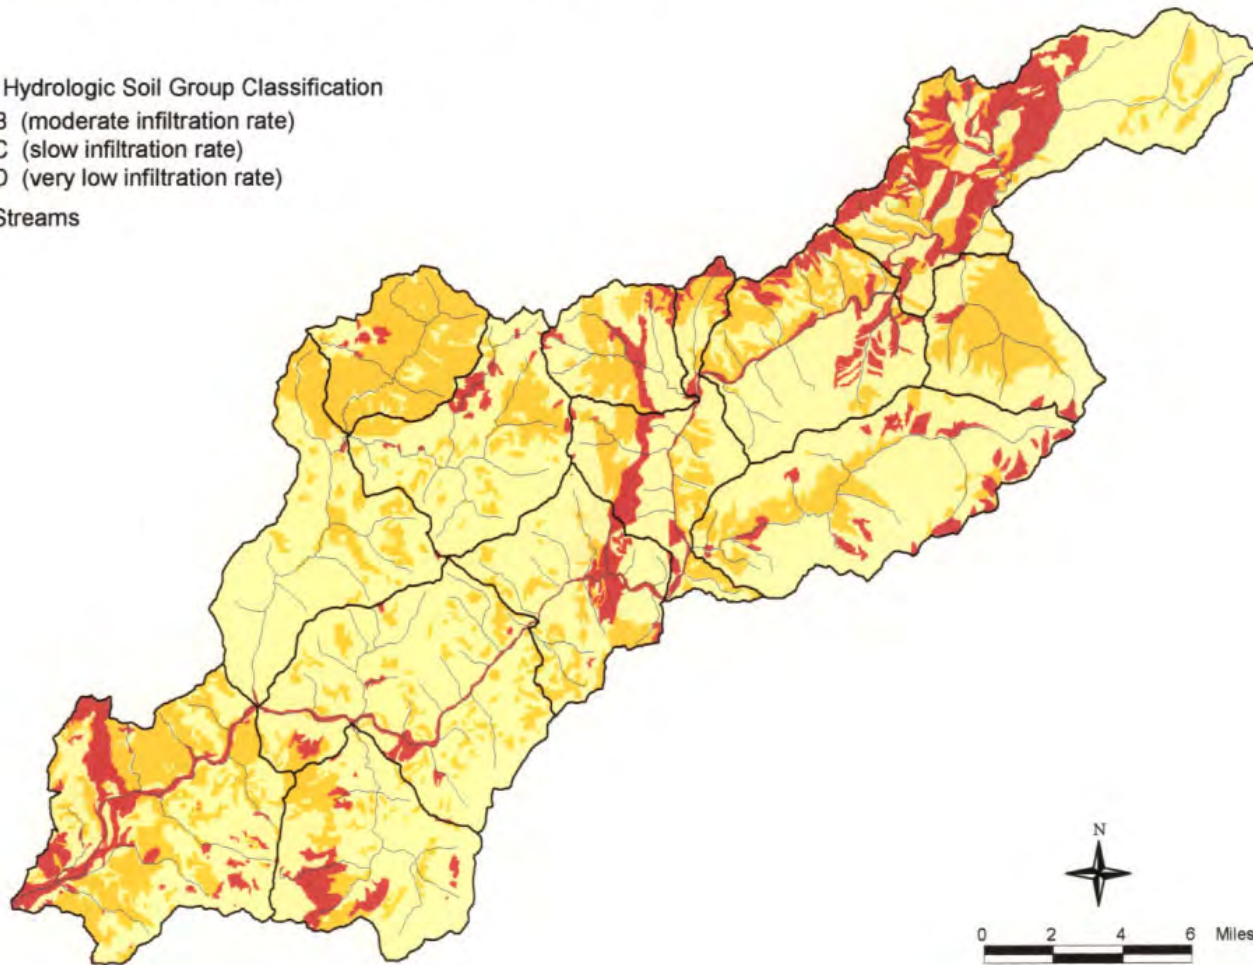 Hydrologic Soil Group Classification
B (moderate infiltration rate)
C (slow infiltration rate)
D (very low infiltration rate)
Streams
N
0 2 4 6 Miles